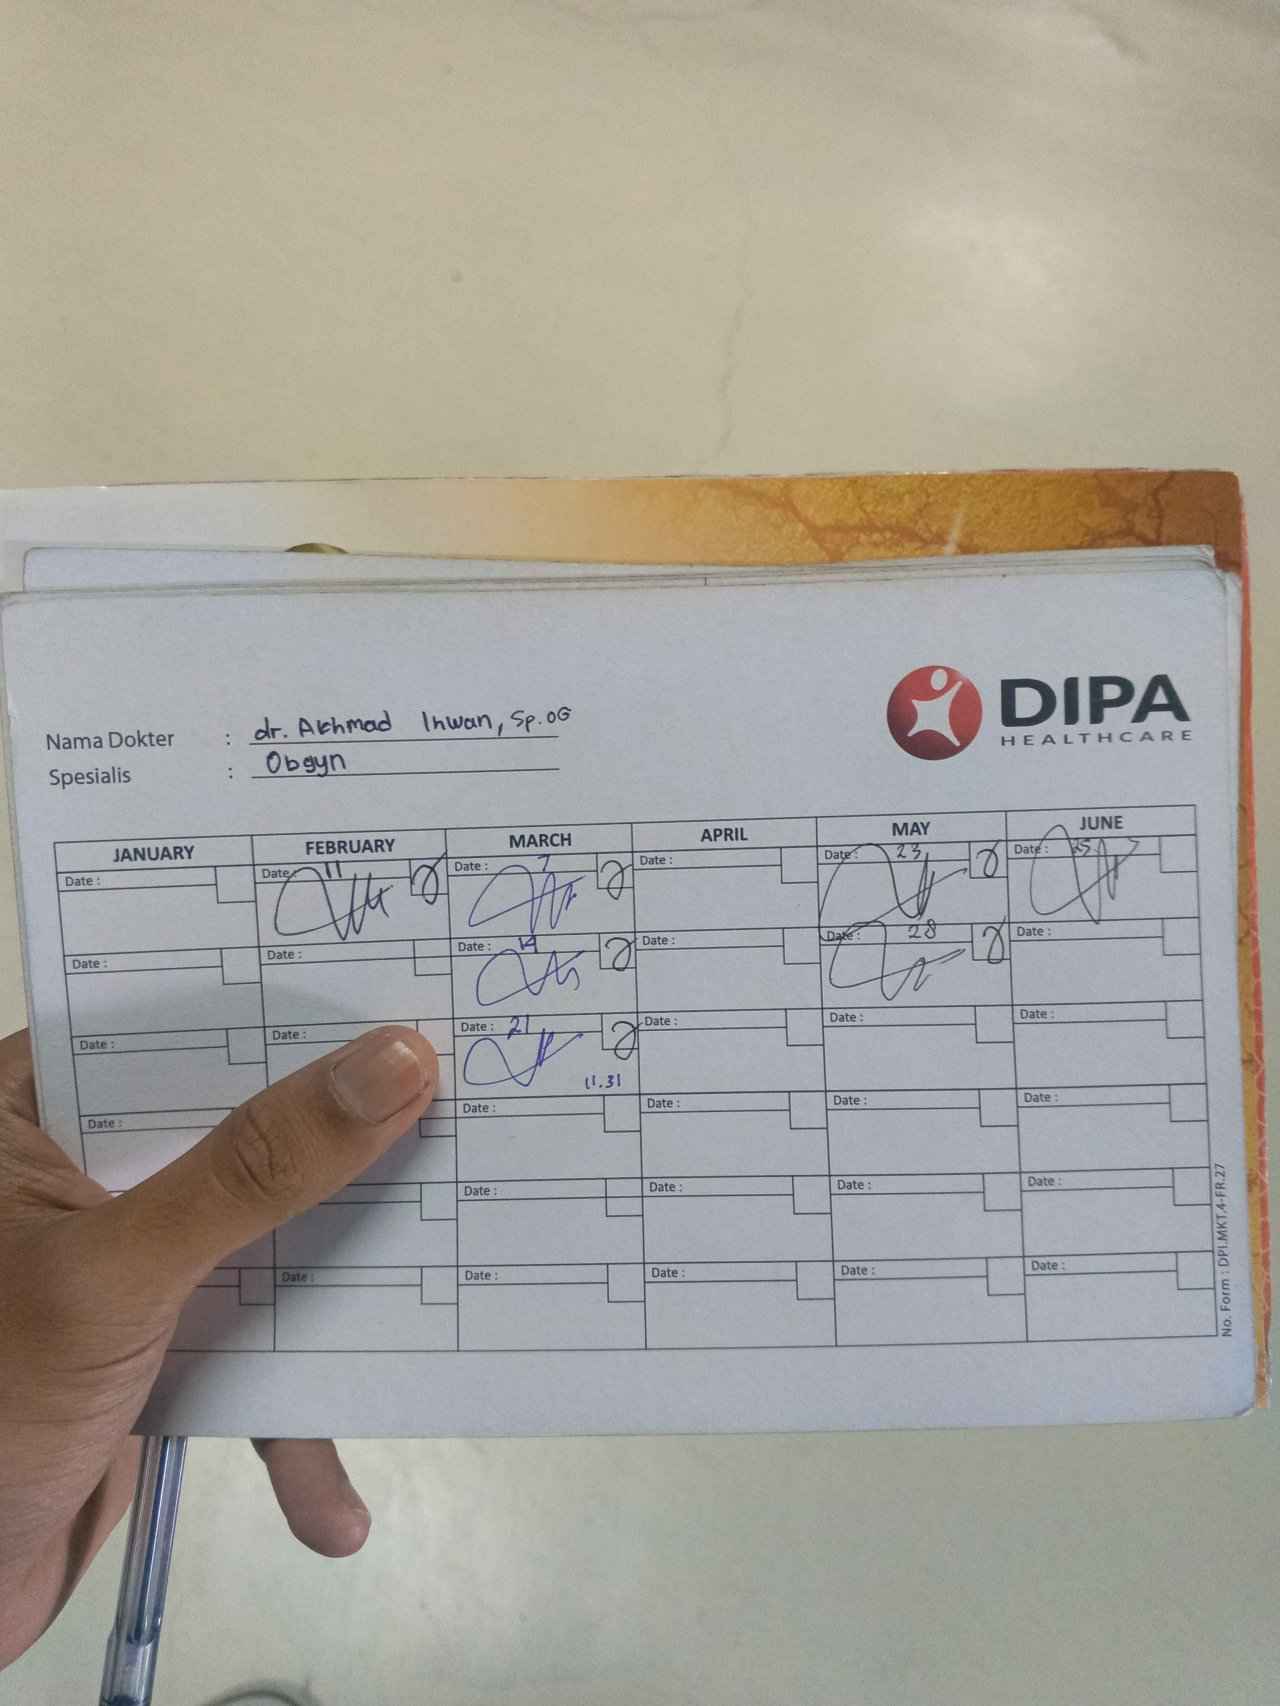 DIPA
HEALTHCARE
Nama Dokter : dr. Akhmad Ihwan, Sp.OG
Spesialis : Obgyn
JANUARY FEBRUARY MARCH APRIL MAY JUNE
Date : Date : 11 Date : 7 Date : Date : 23 Date : 25
Date : Date : Date : 14 Date : Date : 28 Date :
Date : Date : Date : 21 Date : Date : Date :
11.31
Date : Date : Date : Date : Date :
Date : Date : Date : Date :
Date : Date : Date : Date : Date :
No. Form : DPI.MKT.4-FR.27